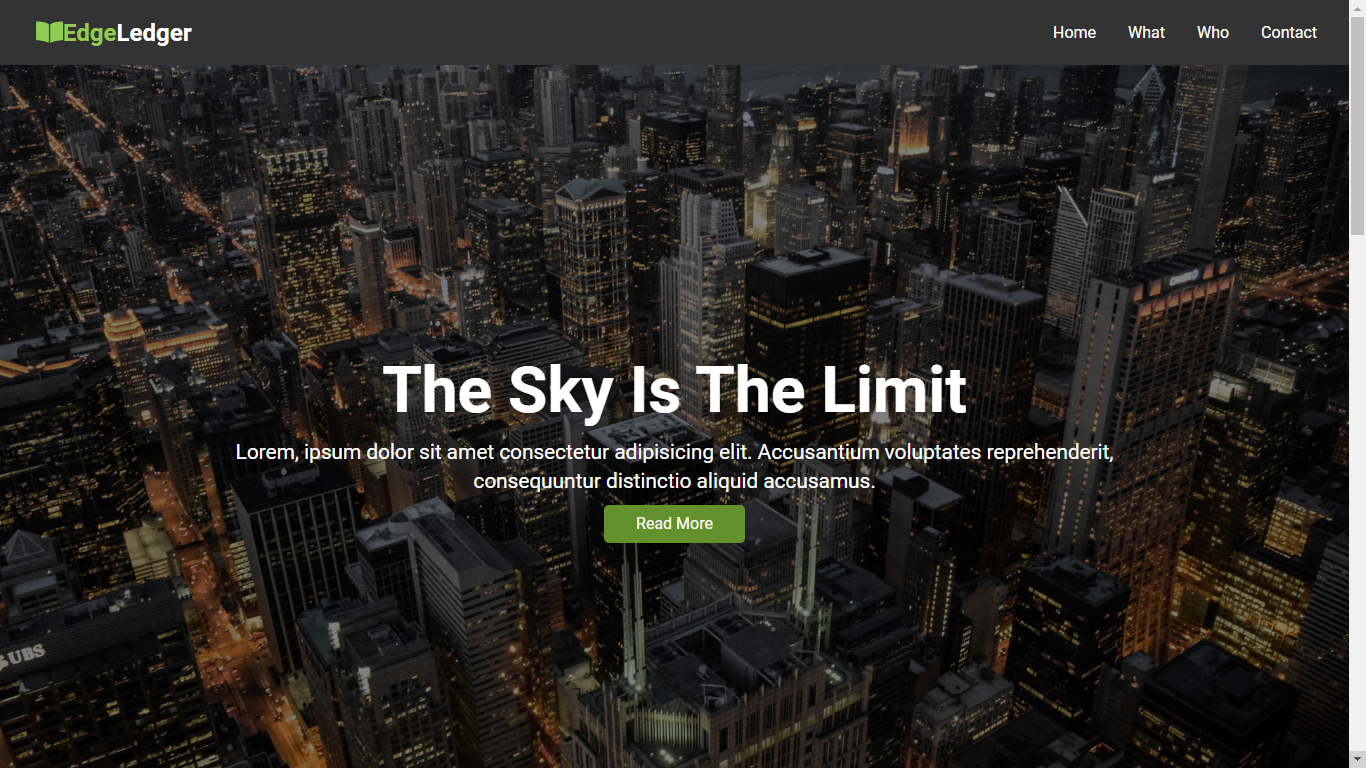 EdgeLedger
Home What Who Contact
The Sky Is The Limit
Lorem, ipsum dolor sit amet consectetur adipisicing elit. Accusantium voluptates reprehenderit,
consequuntur distinctio aliquid accusamus.
Read More
UBS